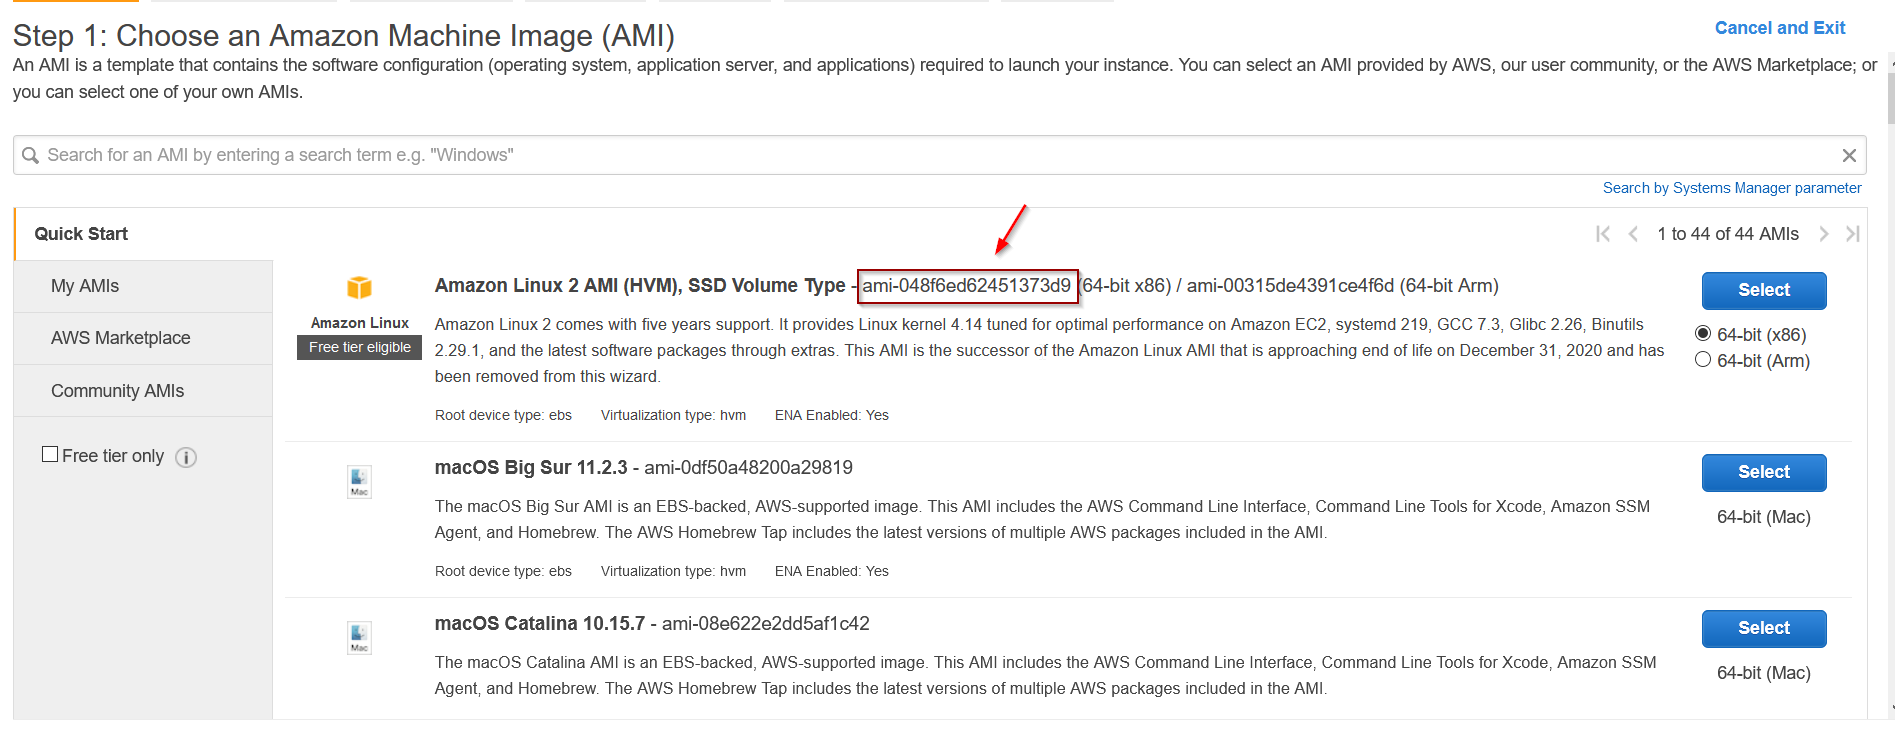 Step 1: Choose an Amazon Machine Image (AMI)
Cancel and Exit
An AMI is a template that contains the software configuration (operating system, application server, and applications) required to launch your instance. You can select an AMI provided by AWS, our user community, or the AWS Marketplace; or
you can select one of your own AMIs.
Search for an AMI by entering a search term e.g. "Windows"
Search by Systems Manager parameter
Quick Start
1 to 44 of 44 AMIs
My AMIs
AWS Marketplace
Community AMIs
Free tier only
Amazon Linux
Free tier eligible
Amazon Linux 2 AMI (HVM), SSD Volume Type - ami-048f6ed62451373d9 (64-bit x86) / ami-00315de4391ce4f6d (64-bit Arm)
Amazon Linux 2 comes with five years support. It provides Linux kernel 4.14 tuned for optimal performance on Amazon EC2, systemd 219, GCC 7.3, Glibc 2.26, Binutils
2.29.1, and the latest software packages through extras. This AMI is the successor of the Amazon Linux AMI that is approaching end of life on December 31, 2020 and has
been removed from this wizard.
Root device type: ebs Virtualization type: hvm ENA Enabled: Yes
Select
64-bit (x86)
64-bit (Arm)
Mac
macOS Big Sur 11.2.3 - ami-0df50a48200a29819
The macOS Big Sur AMI is an EBS-backed, AWS-supported image. This AMI includes the AWS Command Line Interface, Command Line Tools for Xcode, Amazon SSM
Agent, and Homebrew. The AWS Homebrew Tap includes the latest versions of multiple AWS packages included in the AMI.
Root device type: ebs Virtualization type: hvm ENA Enabled: Yes
Select
64-bit (Mac)
Mac
macOS Catalina 10.15.7 - ami-08e622e2dd5af1c42
The macOS Catalina AMI is an EBS-backed, AWS-supported image. This AMI includes the AWS Command Line Interface, Command Line Tools for Xcode, Amazon SSM
Agent, and Homebrew. The AWS Homebrew Tap includes the latest versions of multiple AWS packages included in the AMI.
Select
64-bit (Mac)